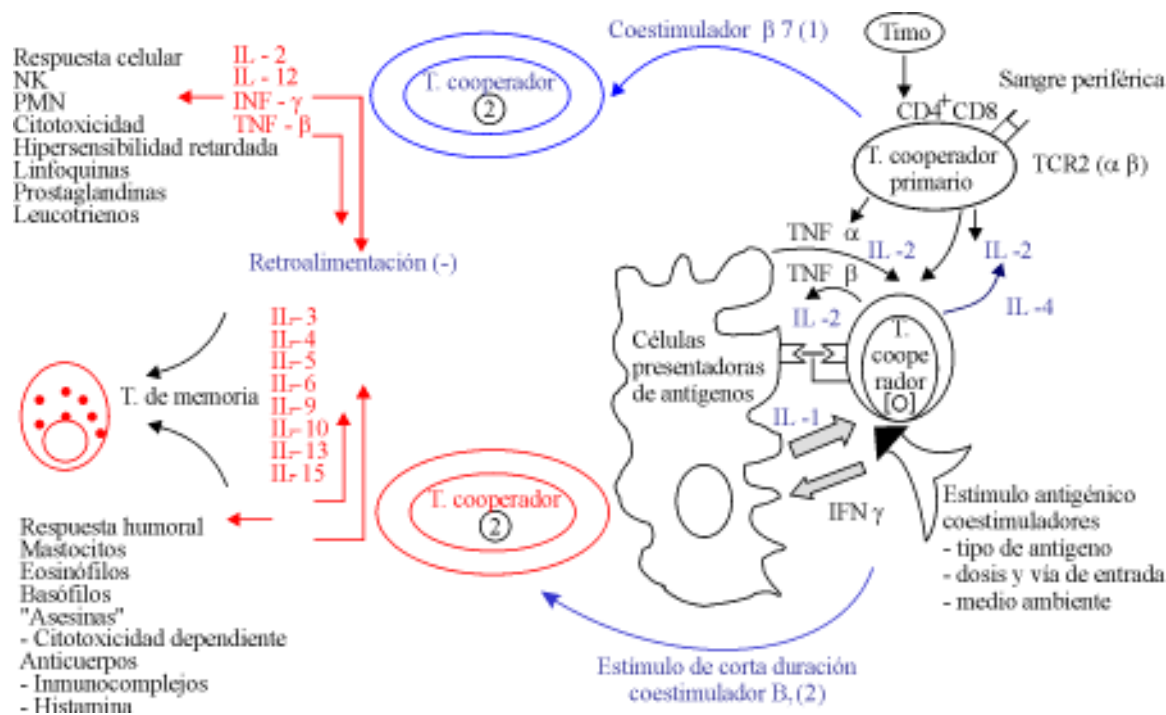 Respuesta celular
NK
PMN
Citotoxicidad
Hipersensibilidad retardada
Linfoquinas
Prostaglandinas
Leucotrienos
IL - 2
IL - 12
INF - γ
TNF - β
T. cooperador
2
Coestimulador β 7 (1)
Timo
Sangre periférica
CD4+ CD8
T. cooperador
primario
TCR2 (α β)
TNF α
IL -2
IL -2
TNF β
IL -2
IL -4
Retroalimentación (-)
IL- 3
IL- 4
IL- 5
IL- 6
IL- 9
IL- 10
IL- 13
IL- 15
T. de memoria
Células
presentadoras
de antígenos
T.
coope
rador
[O]
IL -1
IFN γ
T. cooperador
2
Estímulo antigénico
coestimuladores
- tipo de antígeno
- dosis y vía de entrada
- medio ambiente
Respuesta humoral
Mastocitos
Eosinófilos
Basófilos
"Asesinas"
- Citotoxicidad dependiente
Anticuerpos
- Inmunocomplejos
- Histamina
Estímulo de corta duración
coestimulador B, (2)